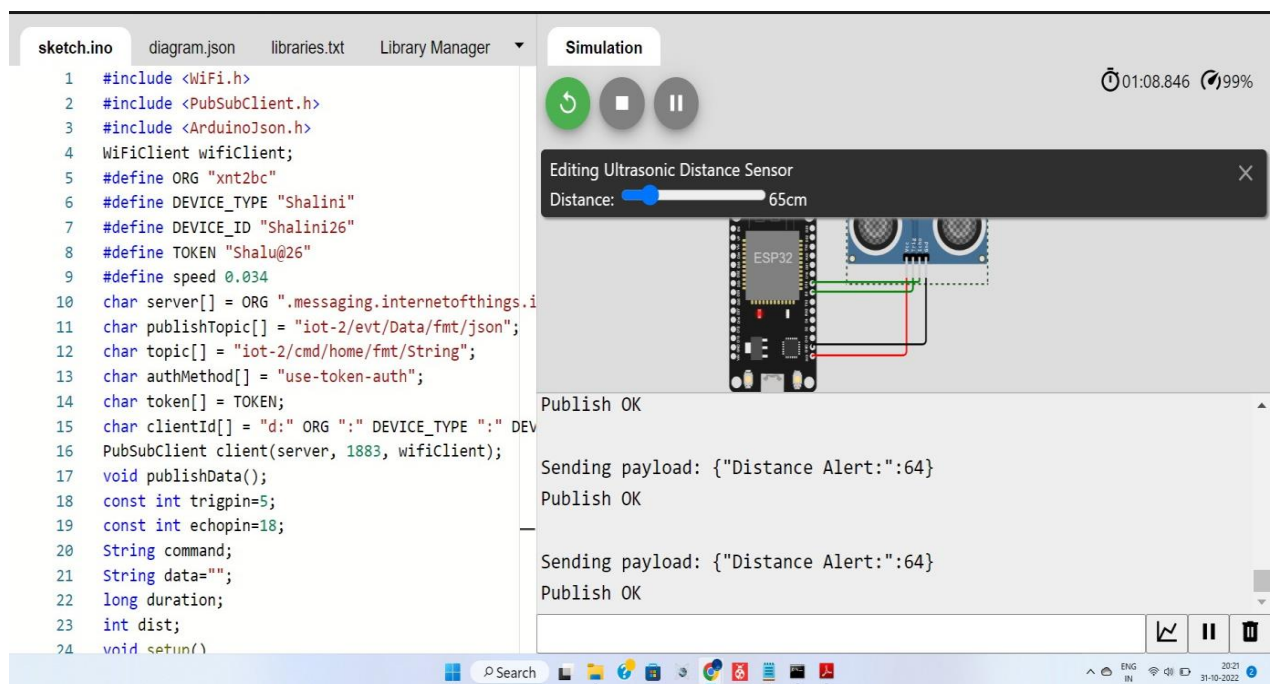 sketch.ino diagram.json libraries.txt Library Manager
1 #include <WiFi.h>
2 #include <PubSubClient.h>
3 #include <ArduinoJson.h>
4 WiFiClient wifiClient;
5 #define ORG "xnt2bc"
6 #define DEVICE_TYPE "Shalini"
7 #define DEVICE_ID "Shalini26"
8 #define TOKEN "Shalu@26"
9 #define speed 0.034
10 char server[] = ORG ".messaging.internetofthings.i
11 char publishTopic[] = "iot-2/evt/Data/fmt/json";
12 char topic[] = "iot-2/cmd/home/fmt/String";
13 char authMethod[] = "use-token-auth";
14 char token[] = TOKEN;
15 char clientId[] = "d:" ORG ":" DEVICE_TYPE ":" DEV
16 PubSubClient client(server, 1883, wifiClient);
17 void publishData();
18 const int trigpin=5;
19 const int echopin=18;
20 String command;
21 String data="";
22 long duration;
23 int dist;
24 void setup()
Simulation
01:08.846 99%
Editing Ultrasonic Distance Sensor
Distance: 65cm
ESP32
Publish OK
Sending payload: {"Distance Alert:":64}
Publish OK
Sending payload: {"Distance Alert:":64}
Publish OK
Search
ENG
IN
20:21
31-10-2022
2